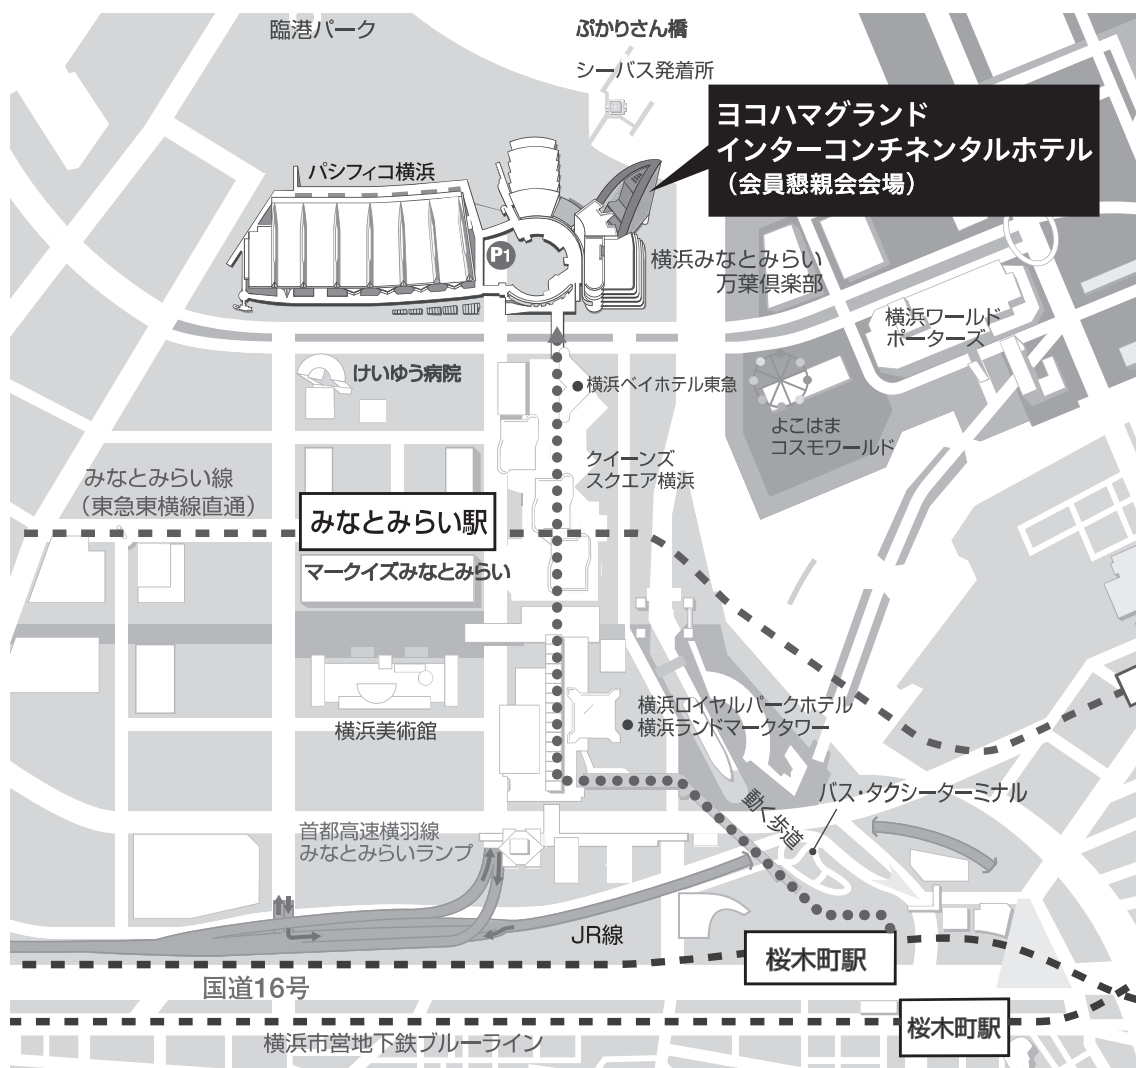 臨港パーク
ぷかりさん橋
シーバス発着所
ヨコハマグランド
インターコンチネンタルホテル
（会員懇親会会場）
パシフィコ横浜
P1
横浜みなとみらい
万葉倶楽部
横浜ワールド
ポーターズ
けいゆう病院
横浜ベイホテル東急
よこはま
コスモワールド
クイーンズ
スクエア横浜
みなとみらい線
（東急東横線直通）
みなとみらい駅
マークイズみなとみらい
横浜美術館
横浜ロイヤルパークホテル
横浜ランドマークタワー
動く歩道
バス・タクシーターミナル
首都高速横羽線
みなとみらいランプ
JR線
桜木町駅
国道16号
桜木町駅
横浜市営地下鉄ブルーライン